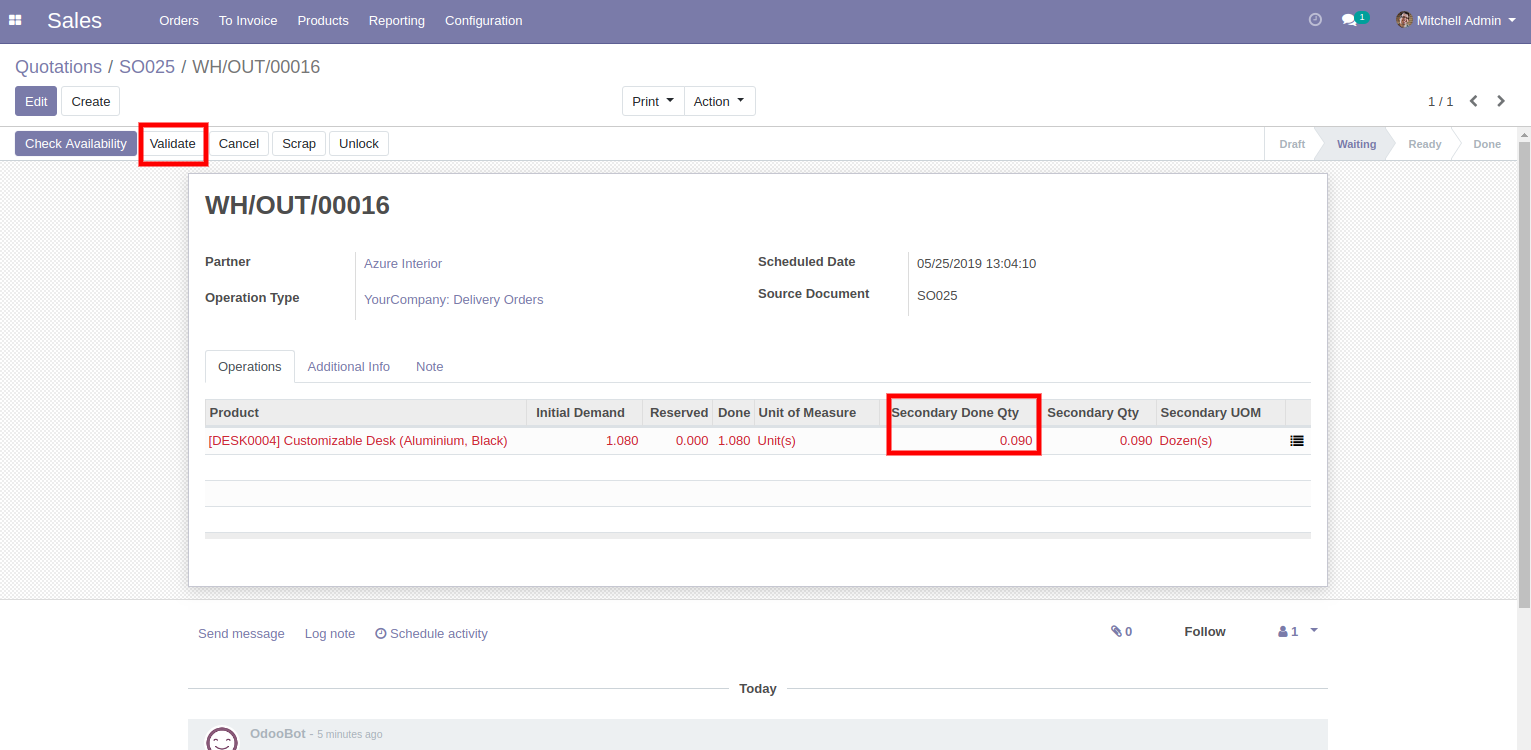 Sales Orders To Invoice Products Reporting Configuration 1 Mitchell Admin
Quotations / SO025 / WH/OUT/00016
Edit Create Print Action 1 / 1
Check Availability Validate Cancel Scrap Unlock Draft Waiting Ready Done
WH/OUT/00016
Partner Azure Interior Scheduled Date 05/25/2019 13:04:10
Operation Type YourCompany: Delivery Orders Source Document SO025
Operations Additional Info Note
Product Initial Demand Reserved Done Unit of Measure Secondary Done Qty Secondary Qty Secondary UOM
[DESK0004] Customizable Desk (Aluminium, Black) 1.080 0.000 1.080 Unit(s) 0.090 0.090 Dozen(s)
Send message Log note Schedule activity 0 Follow 1
Today
OdooBot - 5 minutes ago